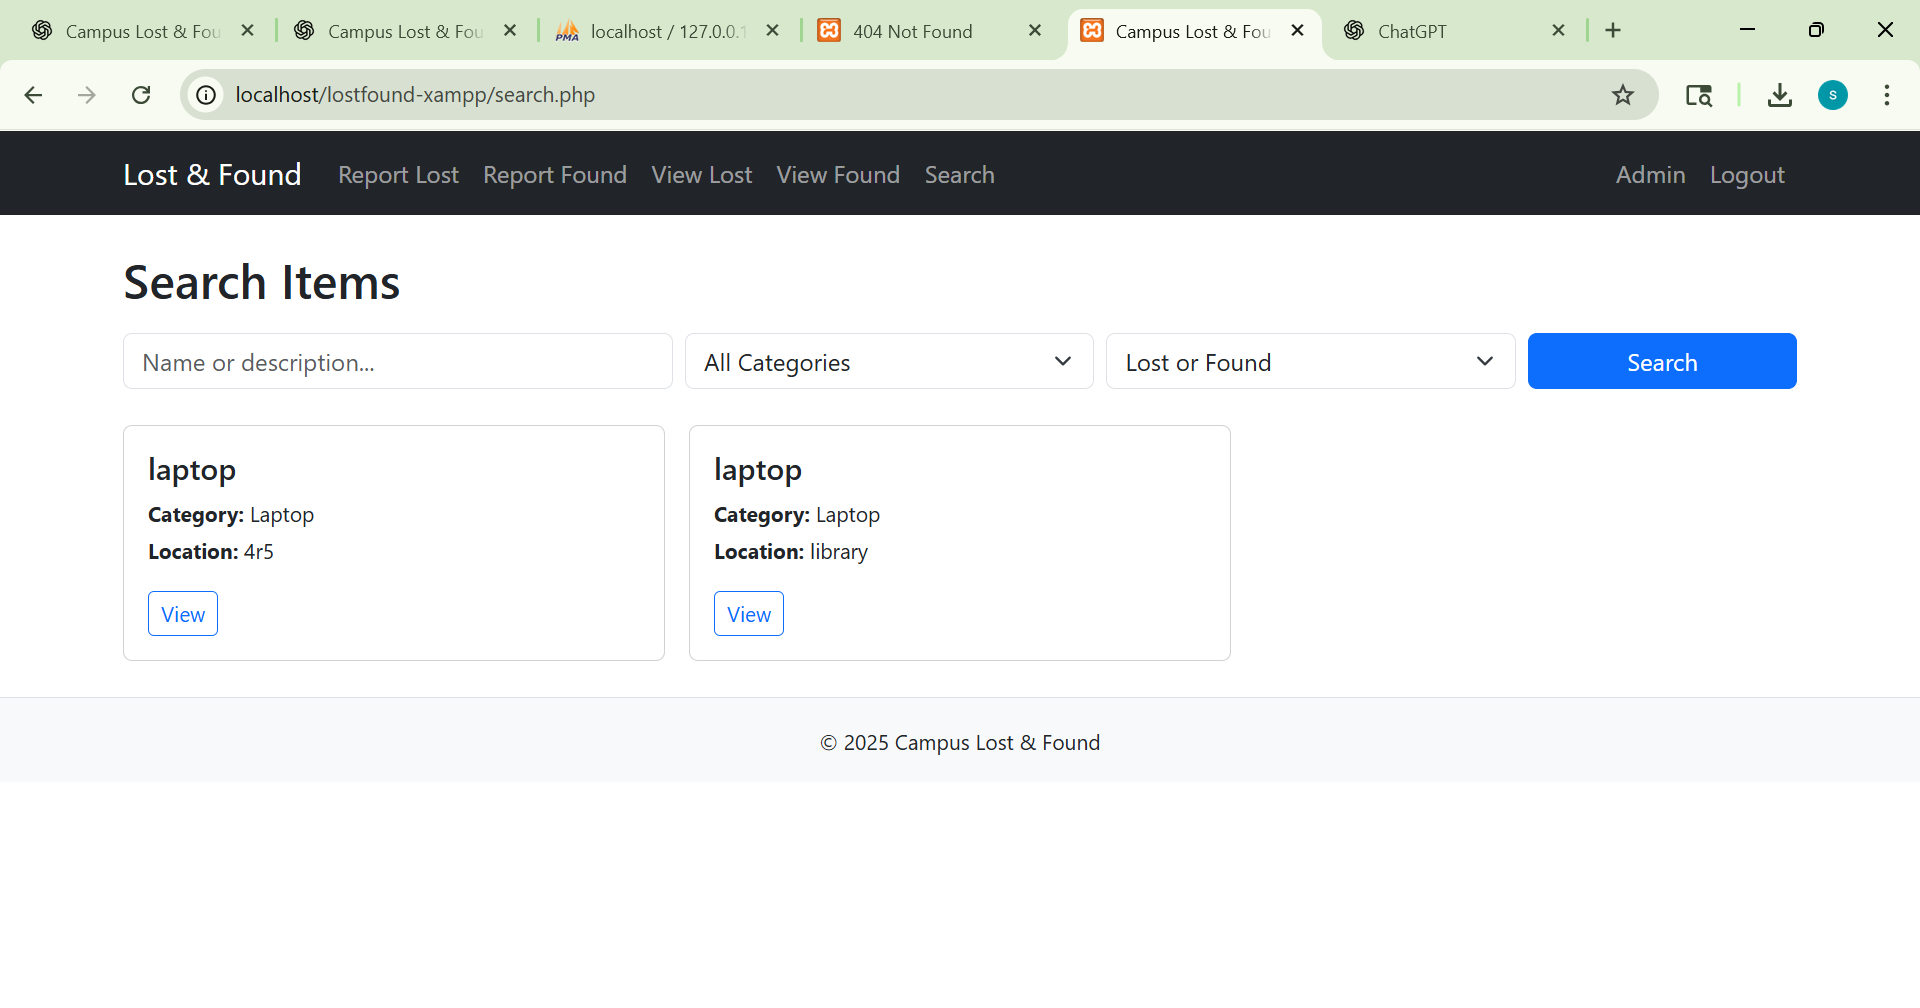 Campus Lost & Fou
Campus Lost & Fou
PMA
localhost / 127.0.0.1
404 Not Found
Campus Lost & Fou
ChatGPT
localhost/lostfound-xampp/search.php
s
Lost & Found Report Lost Report Found View Lost View Found Search Admin Logout
Search Items
Name or description... All Categories Lost or Found Search
laptop
Category: Laptop
Location: 4r5
View
laptop
Category: Laptop
Location: library
View
© 2025 Campus Lost & Found